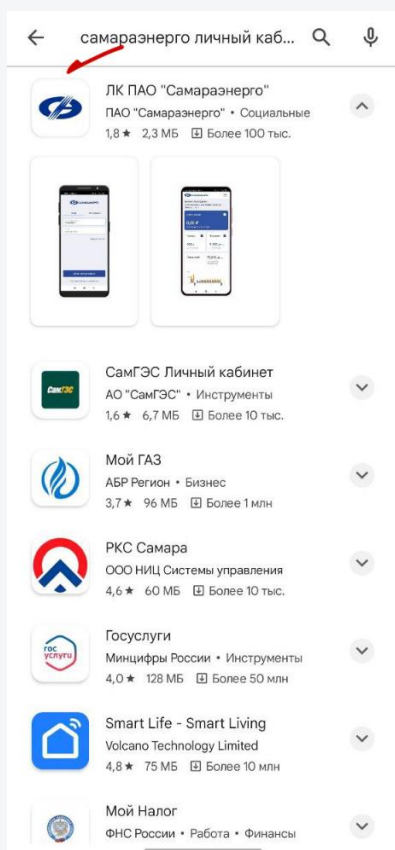 самараэнерго личный каб...
ЛК ПАО "Самараэнерго"
ПАО "Самараэнерго" • Социальные
1,8★ 2,3 МБ Более 100 тыс.
СамГЭС Личный кабинет
АО "СамГЭС" • Инструменты
1,6★ 6,7 МБ Более 10 тыс.
СамГЭС
Мой ГАЗ
АБР Регион • Бизнес
3,7★ 96 МБ Более 1 млн
РКС Самара
ООО НИЦ Системы управления
4,6★ 60 МБ Более 10 тыс.
гос
услуги
Госуслуги
Минцифры России • Инструменты
4,0★ 128 МБ Более 50 млн
Smart Life - Smart Living
Volcano Technology Limited
4,8★ 75 МБ Более 10 млн
Мой Налог
ФНС России • Работа • Финансы